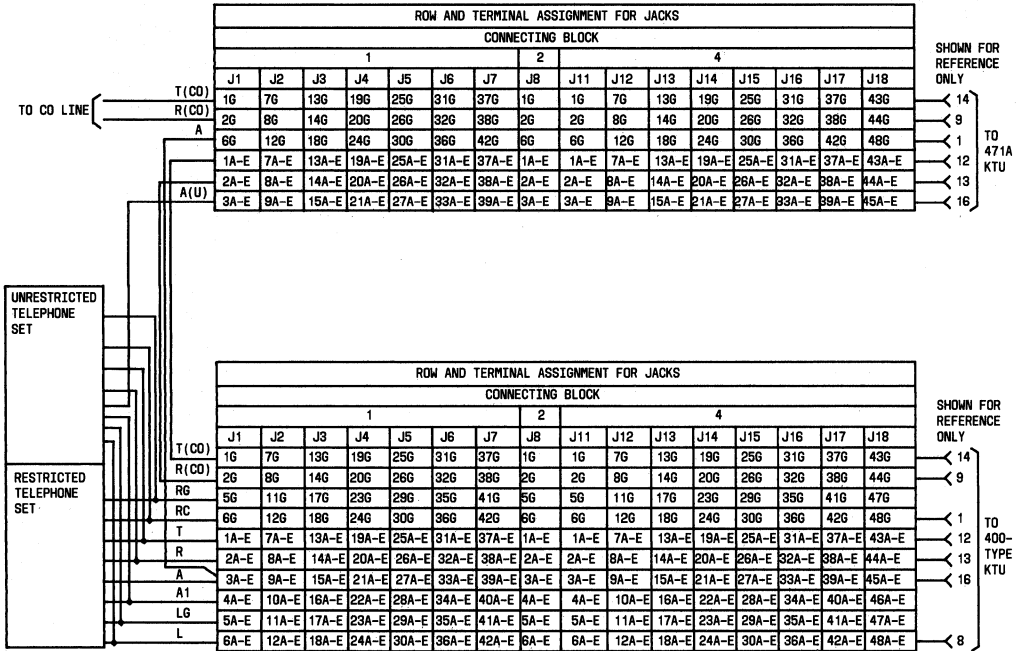 ROW AND TERMINAL ASSIGNMENT FOR JACKS
CONNECTING BLOCK
1 2 4
SHOWN FOR
REFERENCE
ONLY
J1 J2 J3 J4 J5 J6 J7 J8 J11 J12 J13 J14 J15 J16 J17 J18
TO CO LINE
T(CO) 1G 7G 13G 19G 25G 31G 37G 1G 1G 7G 13G 19G 25G 31G 37G 43G 14
R(CO) 2G 8G 14G 20G 26G 32G 38G 2G 2G 8G 14G 20G 26G 32G 38G 44G 9
A 6G 12G 18G 24G 30G 36G 42G 6G 6G 12G 18G 24G 30G 36G 42G 48G 1
1A-E 7A-E 13A-E 19A-E 25A-E 31A-E 37A-E 1A-E 1A-E 7A-E 13A-E 19A-E 25A-E 31A-E 37A-E 43A-E 12
2A-E 8A-E 14A-E 20A-E 26A-E 32A-E 38A-E 2A-E 2A-E 8A-E 14A-E 20A-E 26A-E 32A-E 38A-E 44A-E 13
A(U) 3A-E 9A-E 15A-E 21A-E 27A-E 33A-E 39A-E 3A-E 3A-E 9A-E 15A-E 21A-E 27A-E 33A-E 39A-E 45A-E 16
TO
471A
KTU
UNRESTRICTED
TELEPHONE
SET
ROW AND TERMINAL ASSIGNMENT FOR JACKS
CONNECTING BLOCK
1 2 4
SHOWN FOR
REFERENCE
ONLY
J1 J2 J3 J4 J5 J6 J7 J8 J11 J12 J13 J14 J15 J16 J17 J18
T(CO) 1G 7G 13G 19G 25G 31G 37G 1G 1G 7G 13G 19G 25G 31G 37G 43G 14
R(CO) 2G 8G 14G 20G 26G 32G 38G 2G 2G 8G 14G 20G 26G 32G 38G 44G 9
RESTRICTED
TELEPHONE
SET
RG 5G 11G 17G 23G 29G 35G 41G 5G 5G 11G 17G 23G 29G 35G 41G 47G
RC 6G 12G 18G 24G 30G 36G 42G 6G 6G 12G 18G 24G 30G 36G 42G 48G 1
T 1A-E 7A-E 13A-E 19A-E 25A-E 31A-E 37A-E 1A-E 1A-E 7A-E 13A-E 19A-E 25A-E 31A-E 37A-E 43A-E 12
R 2A-E 8A-E 14A-E 20A-E 26A-E 32A-E 38A-E 2A-E 2A-E 8A-E 14A-E 20A-E 26A-E 32A-E 38A-E 44A-E 13
A 3A-E 9A-E 15A-E 21A-E 27A-E 33A-E 39A-E 3A-E 3A-E 9A-E 15A-E 21A-E 27A-E 33A-E 39A-E 45A-E 16
A1 4A-E 10A-E 16A-E 22A-E 28A-E 34A-E 40A-E 4A-E 4A-E 10A-E 16A-E 22A-E 28A-E 34A-E 40A-E 46A-E
LG 5A-E 11A-E 17A-E 23A-E 29A-E 35A-E 41A-E 5A-E 5A-E 11A-E 17A-E 23A-E 29A-E 35A-E 41A-E 47A-E
L 6A-E 12A-E 18A-E 24A-E 30A-E 36A-E 42A-E 6A-E 6A-E 12A-E 18A-E 24A-E 30A-E 36A-E 42A-E 48A-E 8
TO
400-
TYPE
KTU